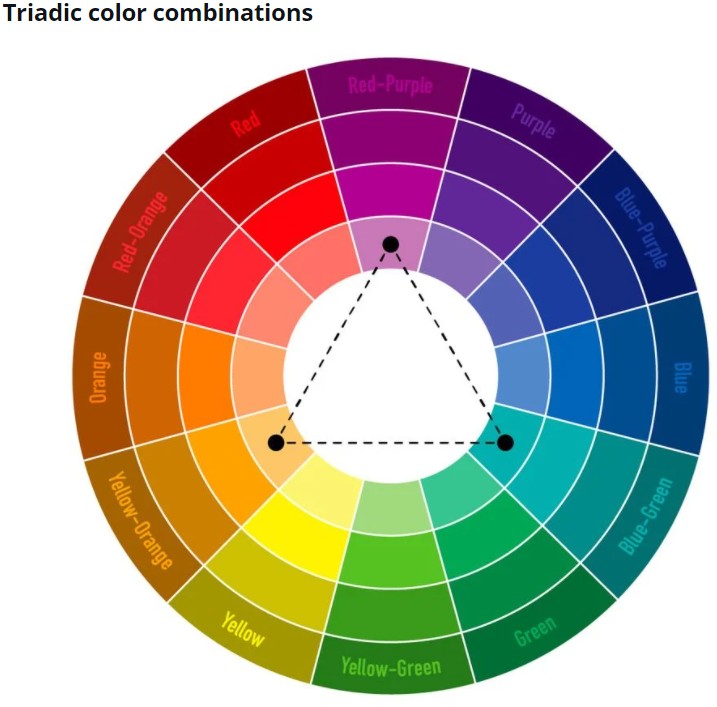 Triadic color combinations
Red-Purple
Purple
Blue-Purple
Blue
Blue-Green
Green
Yellow-Green
Yellow
Yellow-Orange
Orange
Red-Orange
Red